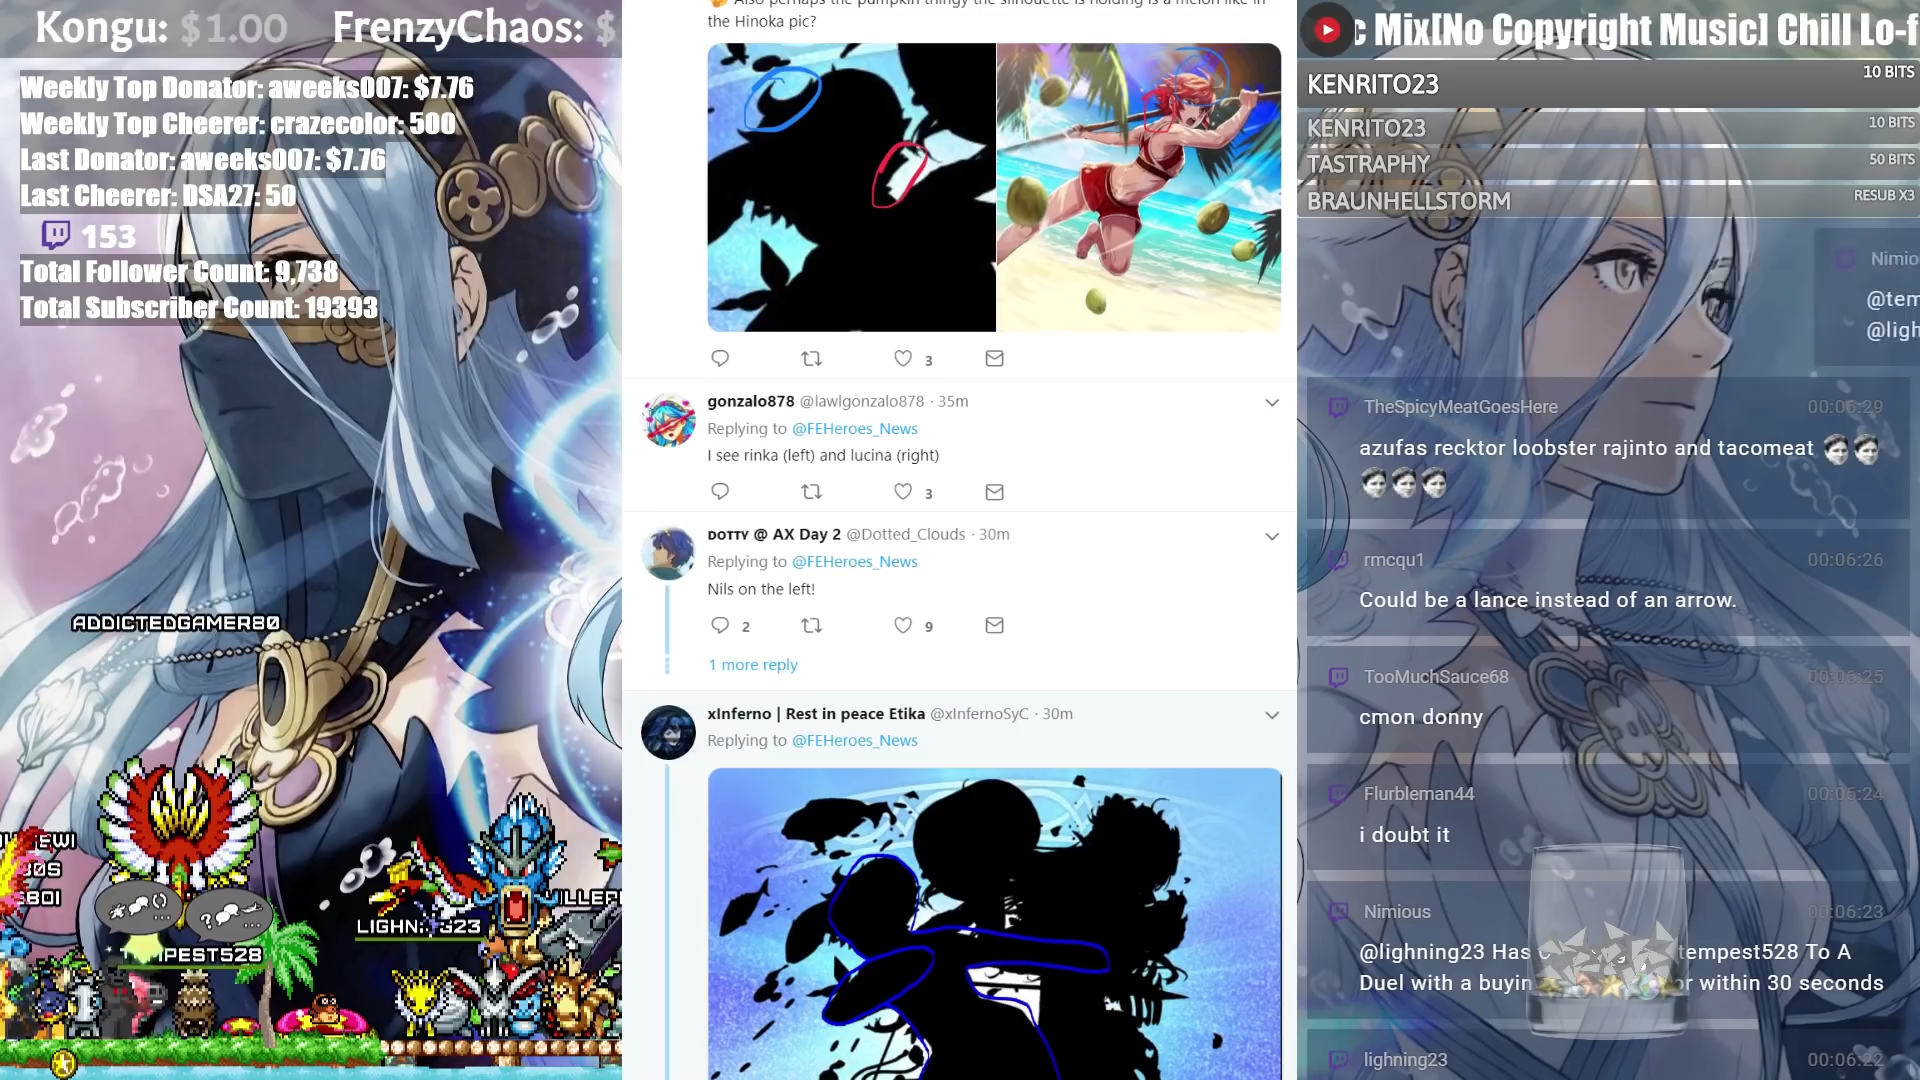 Kongu: $1.00 FrenzyChaos: $
Weekly Top Donator: aweeks007: $7.76
Weekly Top Cheerer: crazecolor: 500
Last Donator: aweeks007: $7.76
Last Cheerer: DSA27: 50
153
Total Follower Count: 9,738
Total Subscriber Count: 19393
ADDICTEDGAMER80
LIGHN 323
MPEST528
the Hinoka pic?
3
gonzalo878 @lawlgonzalo878 · 35m
Replying to @FEHeroes_News
I see rinka (left) and lucina (right)
3
DOTTY @ AX Day 2 @Dotted_Clouds · 30m
Replying to @FEHeroes_News
Nils on the left!
2 9
1 more reply
xInferno | Rest in peace Etika @xInfernoSyC · 30m
Replying to @FEHeroes_News
c Mix[No Copyright Music] Chill Lo-f
KENRITO23 10 BITS
KENRITO23 10 BITS
TASTRAPHY 50 BITS
BRAUNHELLSTORM RESUB X3
Nimio
@tem
@ligh
TheSpicyMeatGoesHere 00:06:29
azufas recktor loobster rajinto and tacomeat
rmcqu1 00:06:26
Could be a lance instead of an arrow.
TooMuchSauce68 00:06:25
cmon donny
Flurbleman44 00:06:24
i doubt it
Nimious 00:06:23
@lighning23 Has tempest528 To A
Duel with a buyin or within 30 seconds
lighning23 00:06:22